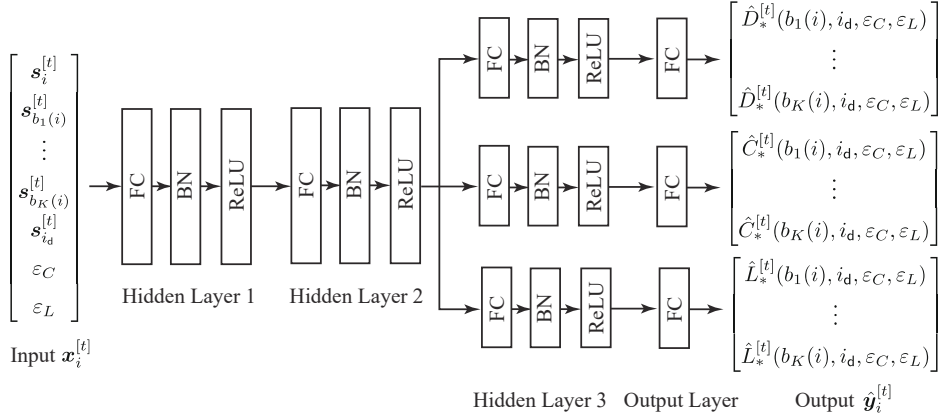 s_i^{[t]}
s_{b_1(i)}^{[t]}
⋮
s_{b_K(i)}^{[t]}
s_{i_d}^{[t]}
ε_C
ε_L
Input x_i^{[t]}
FC
BN
ReLU
Hidden Layer 1
FC
BN
ReLU
Hidden Layer 2
FC
BN
ReLU
FC
D̂_*^{[t]}(b_1(i), i_d, ε_C, ε_L)
⋮
D̂_*^{[t]}(b_K(i), i_d, ε_C, ε_L)
FC
BN
ReLU
FC
Ĉ_*^{[t]}(b_1(i), i_d, ε_C, ε_L)
⋮
Ĉ_*^{[t]}(b_K(i), i_d, ε_C, ε_L)
FC
BN
ReLU
FC
L̂_*^{[t]}(b_1(i), i_d, ε_C, ε_L)
⋮
L̂_*^{[t]}(b_K(i), i_d, ε_C, ε_L)
Hidden Layer 3
Output Layer
Output ŷ_i^{[t]}